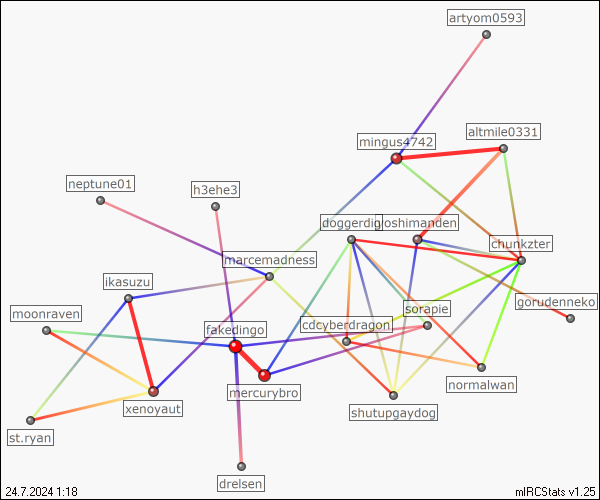 artyom0593
mingus4742
altmile0331
neptune01
h3ehe3
doggerdig
yoshimanden
chunkzter
marcemadness
ikasuzu
gorudenneko
moonraven
sorapie
fakedingo
cdcyberdragon
normalwan
mercurybro
xenoyaut
shutupgaydog
st.ryan
drelsen
24.7.2024 1:18
mIRCStats v1.25